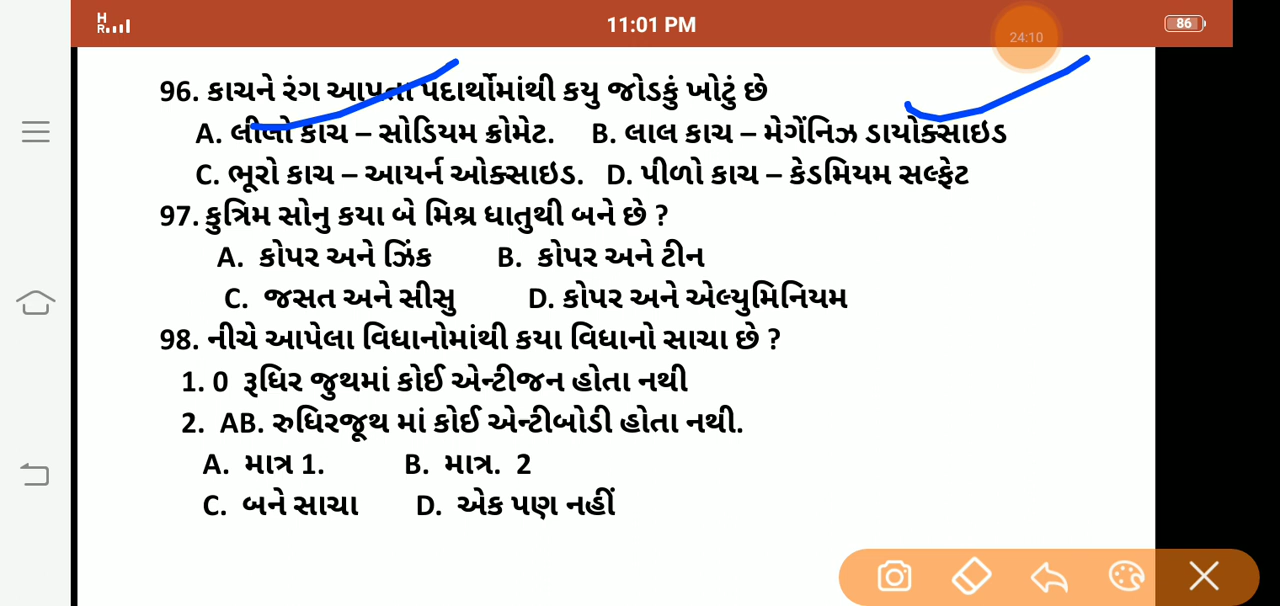 H
R
11:01 PM
24:10
86
96. કાચને રંગ આપતા પદાર્થોમાંથી કયુ જોડકું ખોટું છે
A. લીલો કાચ – સોડિયમ ક્રોમેટ. B. લાલ કાચ – મેગેંનિઝ ડાયોક્સાઇડ
C. ભૂરો કાચ – આયર્ન ઓક્સાઇડ. D. પીળો કાચ – કેડમિયમ સલ્ફેટ
97. કુત્રિમ સોનુ કયા બે મિશ્ર ધાતુથી બને છે ?
A. કોપર અને ઝિંક B. કોપર અને ટીન
C. જસત અને સીસુ D. કોપર અને એલ્યુમિનિયમ
98. નીચે આપેલા વિધાનોમાંથી કયા વિધાનો સાચા છે ?
1. 0 રૂધિર જુથમાં કોઈ એન્ટીજન હોતા નથી
2. AB. રુધિરજૂથ માં કોઈ એન્ટીબોડી હોતા નથી.
A. માત્ર 1. B. માત્ર. 2
C. બને સાચા D. એક પણ નહીં